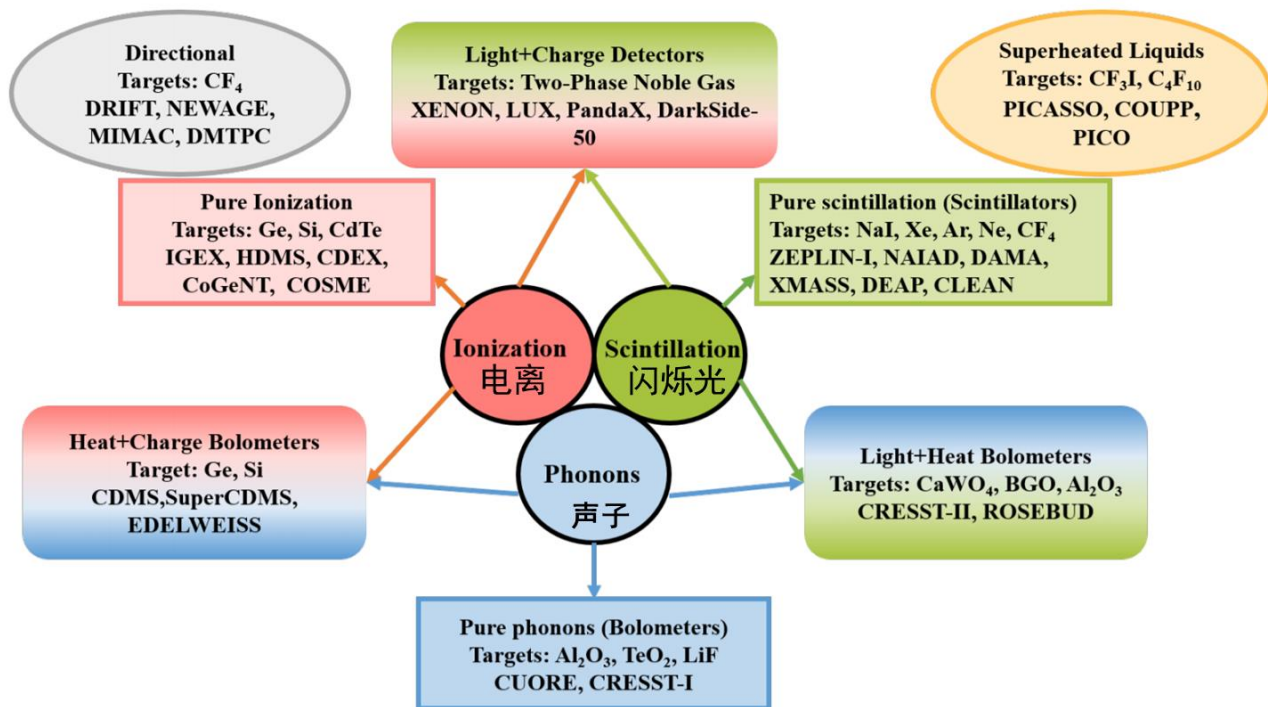 Directional
Targets: CF₄
DRIFT, NEWAGE,
MIMAC, DMTPC
Light+Charge Detectors
Targets: Two-Phase Noble Gas
XENON, LUX, PandaX, DarkSide-
50
Superheated Liquids
Targets: CF₃I, C₄F₁₀
PICASSO, COUPP,
PICO
Pure Ionization
Targets: Ge, Si, CdTe
IGEX, HDMS, CDEX,
CoGeNT, COSME
Pure scintillation (Scintillators)
Targets: NaI, Xe, Ar, Ne, CF₄
ZEPLIN-I, NAIAD, DAMA,
XMASS, DEAP, CLEAN
Ionization
电离
Scintillation
闪烁光
Heat+Charge Bolometers
Target: Ge, Si
CDMS,SuperCDMS,
EDELWEISS
Phonons
声子
Light+Heat Bolometers
Targets: CaWO₄, BGO, Al₂O₃
CRESST-II, ROSEBUD
Pure phonons (Bolometers)
Targets: Al₂O₃, TeO₂, LiF
CUORE, CRESST-I